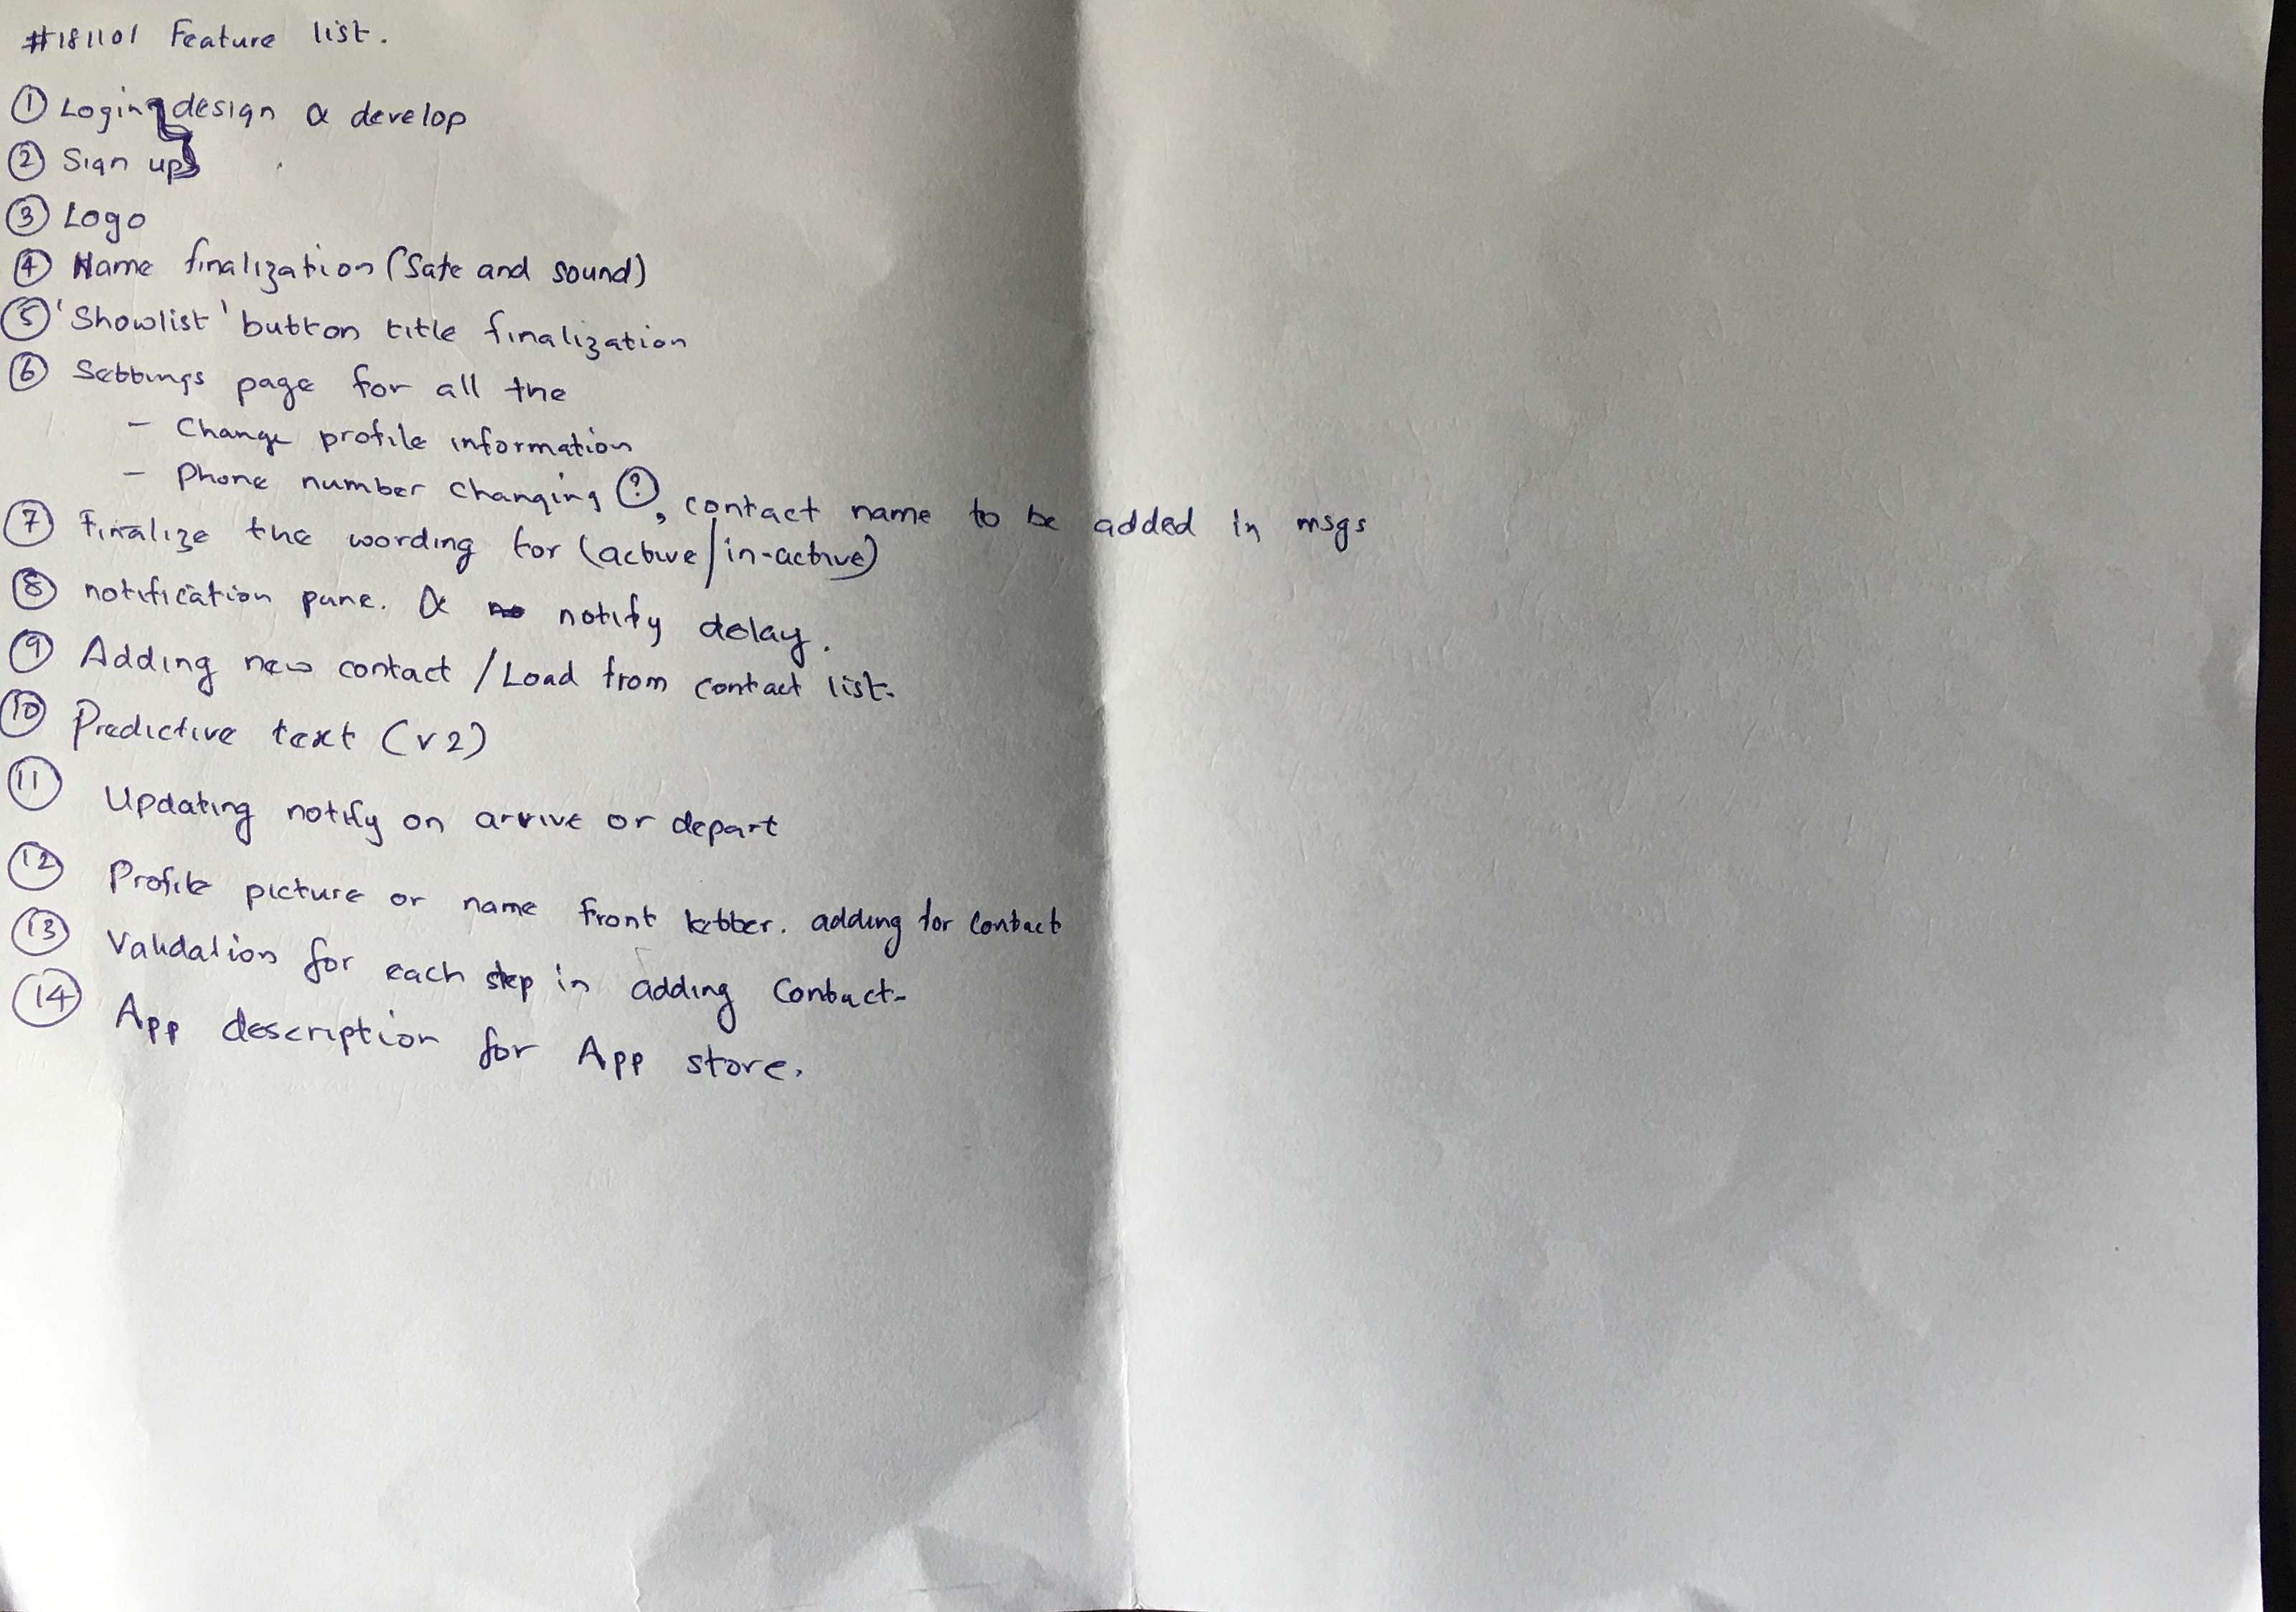 #181101 Feature list.
① Login design & develop
② Sign up
③ Logo
④ Name finalization (Safe and sound)
⑤ 'Showlist' button title finalization
⑥ Settings page for all the
- Change profile information
- Phone number changing ?
⑦ Finalize the wording for (active/in-active), contact name to be added in msgs
⑧ notification pane. & notify delay.
⑨ Adding new contact / Load from contact list.
⑩ Predictive text (v2)
⑪ Updating notify on arrive or depart
⑫ Profile picture or name front letter. adding for contact
⑬ Validation for each step in adding contact-
⑭ App description for App store.